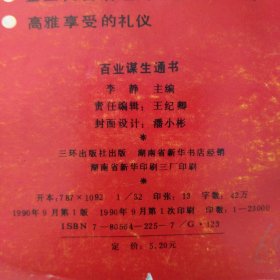 高雅享受的礼仪
百业谋生通书
李静 主编
责任编辑：王纪卿
封面设计：潘小彬
*
三环出版社出版 湖南省新华书店经销
湖南省新华印刷三厂印刷
*
开本：787×1092 1/32 印张：13 字数：42万
1990年9月第1版 1990年9月第1次印刷 1—23000
ISBN 7—80564—225—7/G·123
定价：5.20元